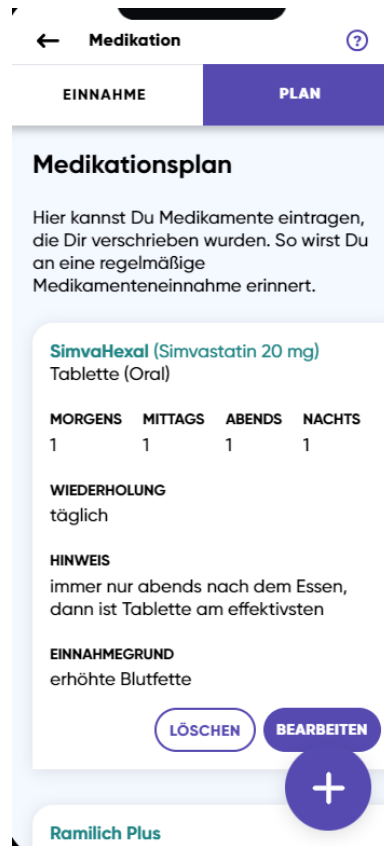 Medikation
EINNAHME PLAN
Medikationsplan
Hier kannst Du Medikamente eintragen,
die Dir verschrieben wurden. So wirst Du
an eine regelmäßige
Medikamenteneinnahme erinnert.
SimvaHexal (Simvastatin 20 mg)
Tablette (Oral)
MORGENS MITTAGS ABENDS NACHTS
1 1 1 1
WIEDERHOLUNG
täglich
HINWEIS
immer nur abends nach dem Essen,
dann ist Tablette am effektivsten
EINNAHMEGRUND
erhöhte Blutfette
LÖSCHEN BEARBEITEN
Ramilich Plus